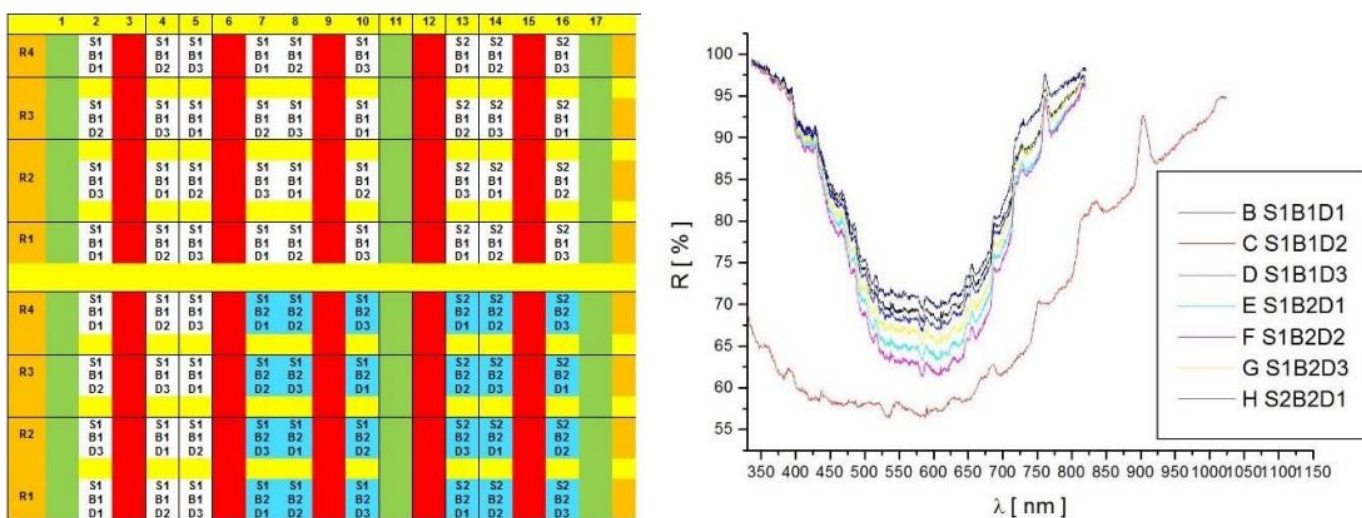 1 2 3 4 5 6 7 8 9 10 11 12 13 14 15 16 17
S1 S1 S1 S1 S1 S1 S2 S2 S2
R4 B1 B1 B1 B1 B1 B1 B1 B1 B1
D1 D2 D3 D1 D2 D3 D1 D2 D3
S1 S1 S1 S1 S1 S1 S2 S2 S2
R3 B1 B1 B1 B1 B1 B1 B1 B1 B1
D2 D3 D1 D2 D3 D1 D2 D3 D1
S1 S1 S1 S1 S1 S1 S2 S2 S2
R2 B1 B1 B1 B1 B1 B1 B1 B1 B1
D3 D1 D2 D3 D1 D2 D3 D1 D2
S1 S1 S1 S1 S1 S1 S2 S2 S2
R1 B1 B1 B1 B1 B1 B1 B1 B1 B1
D1 D2 D3 D1 D2 D3 D1 D2 D3
S1 S1 S1 S1 S1 S1 S2 S2 S2
R4 B1 B1 B1 B2 B2 B2 B2 B2 B2
D1 D2 D3 D1 D2 D3 D1 D2 D3
S1 S1 S1 S1 S1 S1 S2 S2 S2
R3 B1 B1 B1 B2 B2 B2 B2 B2 B2
D2 D3 D1 D2 D3 D1 D2 D3 D1
S1 S1 S1 S1 S1 S1 S2 S2 S2
R2 B1 B1 B1 B2 B2 B2 B2 B2 B2
D3 D1 D2 D3 D1 D2 D3 D1 D2
S1 S1 S1 S1 S1 S1 S2 S2 S2
R1 B1 B1 B1 B2 B2 B2 B2 B2 B2
D1 D2 D3 D1 D2 D3 D1 D2 D3
R [ % ]
100
95
90
85
80
75
70
65
60
55
350 400 450 500 550 600 650 700 750 800 850 900 950 1000 1050 1100 1150
λ [ nm ]
B S1B1D1
C S1B1D2
D S1B1D3
E S1B2D1
F S1B2D2
G S1B2D3
H S2B2D1